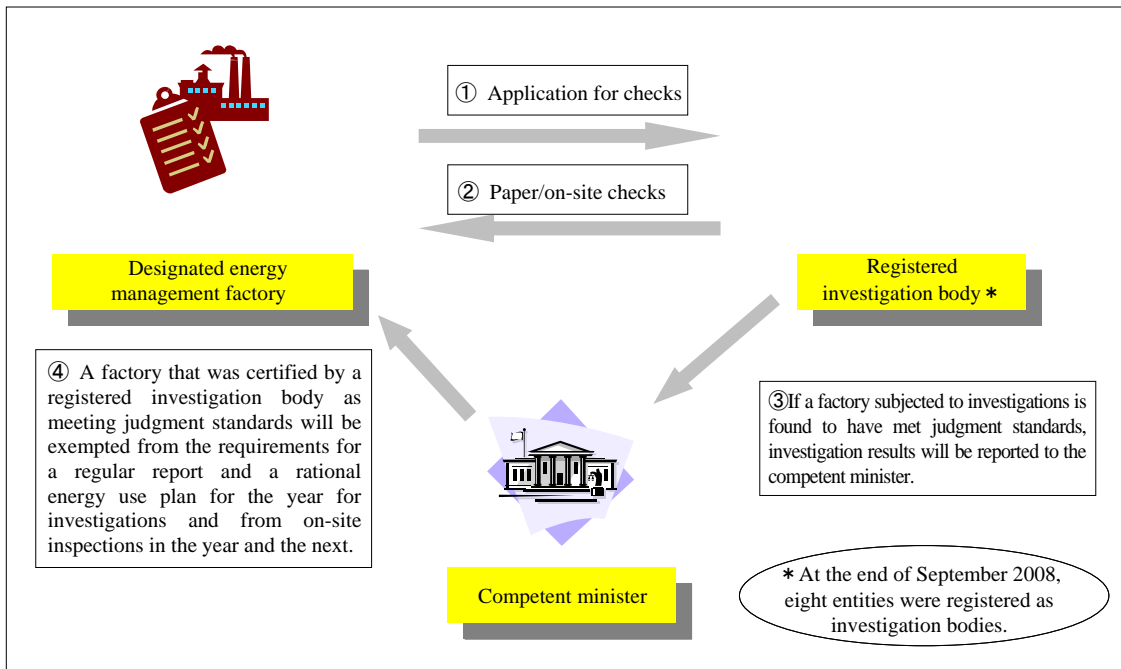 ① Application for checks
② Paper/on-site checks
Designated energy
management factory
Registered
investigation body *
④ A factory that was certified by a
registered investigation body as
meeting judgment standards will be
exempted from the requirements for
a regular report and a rational
energy use plan for the year for
investigations and from on-site
inspections in the year and the next.
③If a factory subjected to investigations is
found to have met judgment standards,
investigation results will be reported to the
competent minister.
Competent minister
* At the end of September 2008,
eight entities were registered as
investigation bodies.